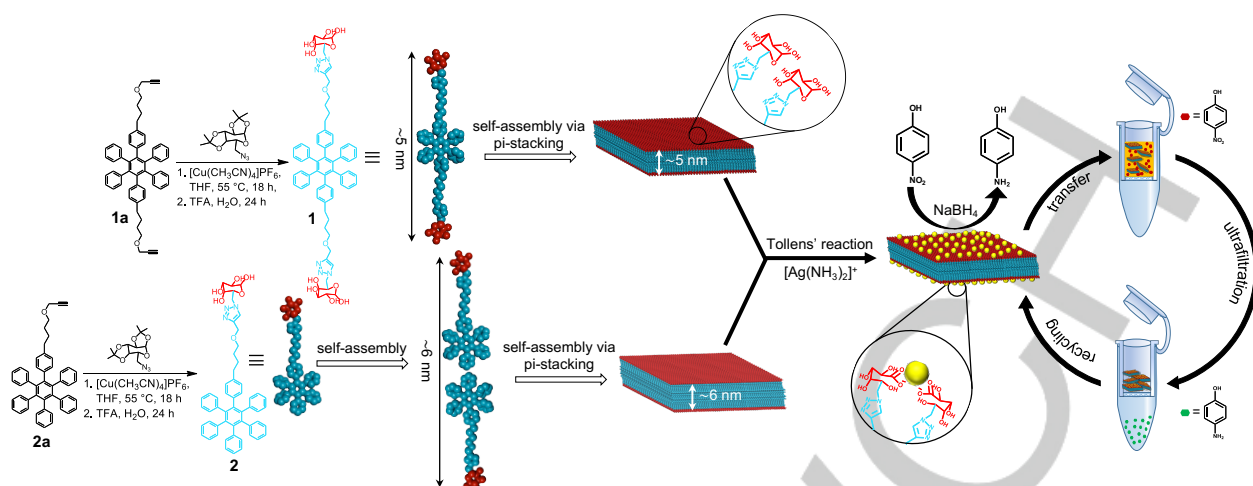 1a
N₃
1. [Cu(CH₃CN)₄]PF₆,
THF, 55 °C, 18 h,
2. TFA, H₂O, 24 h
1
~5 nm
self-assembly via
pi-stacking
~5 nm
2a
N₃
1. [Cu(CH₃CN)₄]PF₆,
THF, 55 °C, 18 h
2. TFA, H₂O, 24 h
2
self-assembly
~6 nm
self-assembly via
pi-stacking
~6 nm
Tollens' reaction
[Ag(NH₃)₂]⁺
OH
NO₂
OH
NH₂
NaBH₄
transfer
ultrafiltration
recycling
=
OH
NO₂
=
OH
NH₂